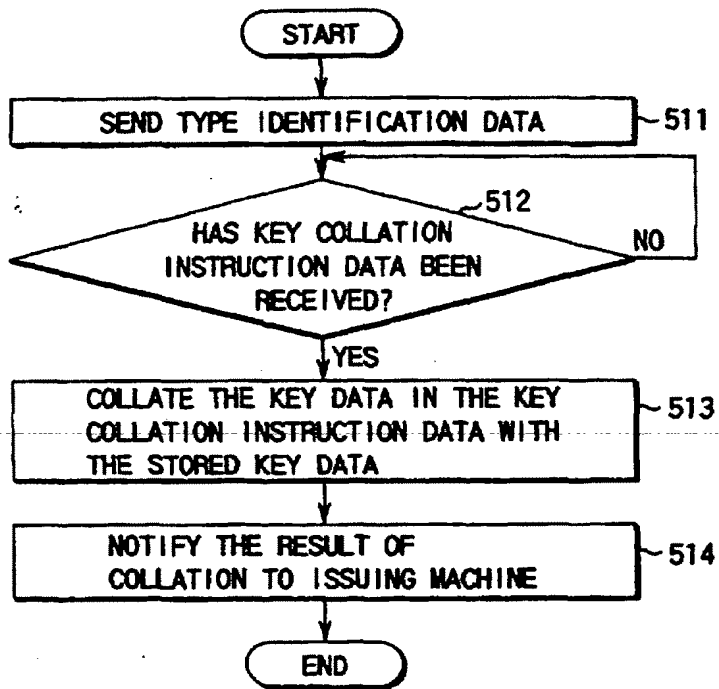 START
SEND TYPE IDENTIFICATION DATA
511
512
HAS KEY COLLATION
INSTRUCTION DATA BEEN
RECEIVED?
NO
YES
COLLATE THE KEY DATA IN THE KEY
COLLATION INSTRUCTION DATA WITH
THE STORED KEY DATA
513
NOTIFY THE RESULT OF
COLLATION TO ISSUING MACHINE
514
END